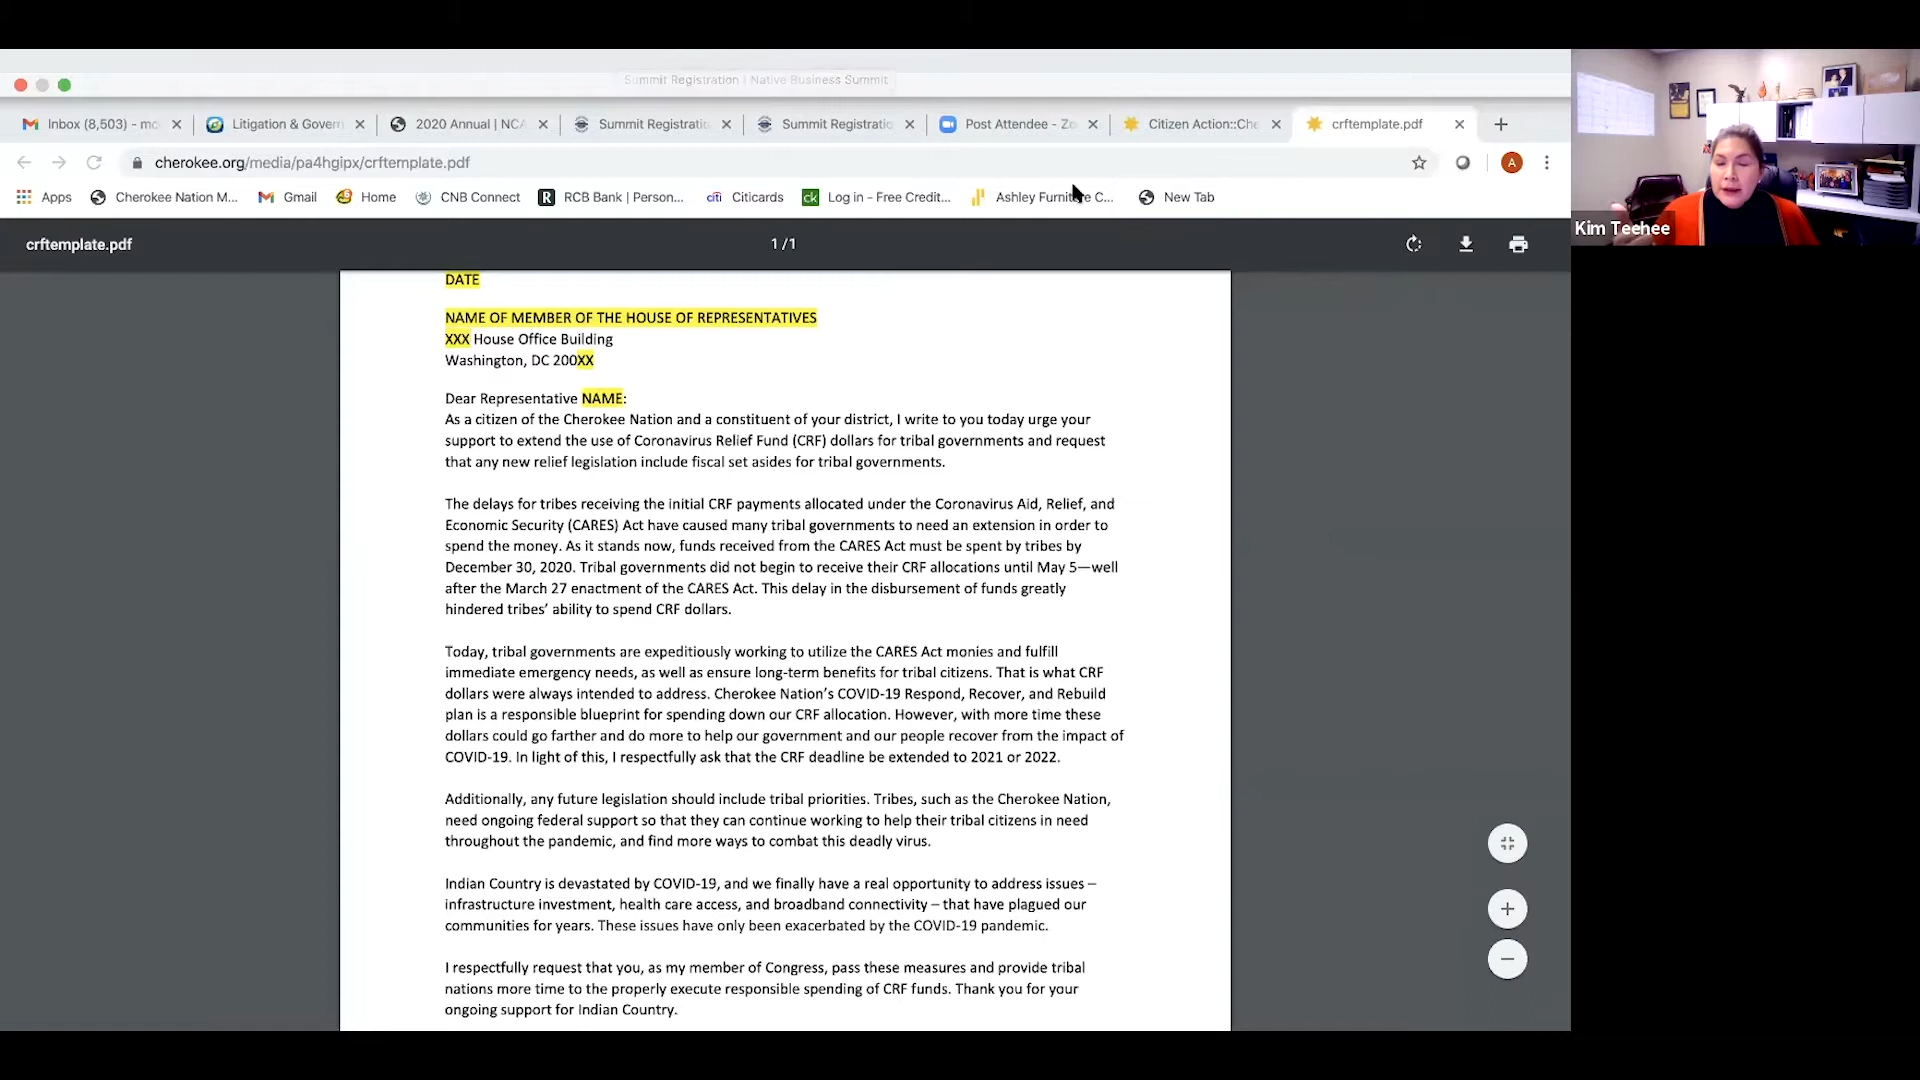 Summit Registration | Native Business Summit
Inbox (8,503) - mc
Litigation & Govern
2020 Annual | NCA
Summit Registratio
Summit Registratio
Post Attendee - Zo
Citizen Action::Che
crftemplate.pdf
cherokee.org/media/pa4hgipx/crftemplate.pdf
A
Apps
Cherokee Nation M...
Gmail
Home
CNB Connect
R
RCB Bank | Person...
citi
Citicards
ck
Log in - Free Credit...
Ashley Furniture C...
New Tab
Kim Teehee
crftemplate.pdf
1 / 1
DATE
NAME OF MEMBER OF THE HOUSE OF REPRESENTATIVES
XXX House Office Building
Washington, DC 200XX
Dear Representative NAME:
As a citizen of the Cherokee Nation and a constituent of your district, I write to you today urge your
support to extend the use of Coronavirus Relief Fund (CRF) dollars for tribal governments and request
that any new relief legislation include fiscal set asides for tribal governments.
The delays for tribes receiving the initial CRF payments allocated under the Coronavirus Aid, Relief, and
Economic Security (CARES) Act have caused many tribal governments to need an extension in order to
spend the money. As it stands now, funds received from the CARES Act must be spent by tribes by
December 30, 2020. Tribal governments did not begin to receive their CRF allocations until May 5—well
after the March 27 enactment of the CARES Act. This delay in the disbursement of funds greatly
hindered tribes’ ability to spend CRF dollars.
Today, tribal governments are expeditiously working to utilize the CARES Act monies and fulfill
immediate emergency needs, as well as ensure long-term benefits for tribal citizens. That is what CRF
dollars were always intended to address. Cherokee Nation’s COVID-19 Respond, Recover, and Rebuild
plan is a responsible blueprint for spending down our CRF allocation. However, with more time these
dollars could go farther and do more to help our government and our people recover from the impact of
COVID-19. In light of this, I respectfully ask that the CRF deadline be extended to 2021 or 2022.
Additionally, any future legislation should include tribal priorities. Tribes, such as the Cherokee Nation,
need ongoing federal support so that they can continue working to help their tribal citizens in need
throughout the pandemic, and find more ways to combat this deadly virus.
Indian Country is devastated by COVID-19, and we finally have a real opportunity to address issues –
infrastructure investment, health care access, and broadband connectivity – that have plagued our
communities for years. These issues have only been exacerbated by the COVID-19 pandemic.
I respectfully request that you, as my member of Congress, pass these measures and provide tribal
nations more time to the properly execute responsible spending of CRF funds. Thank you for your
ongoing support for Indian Country.